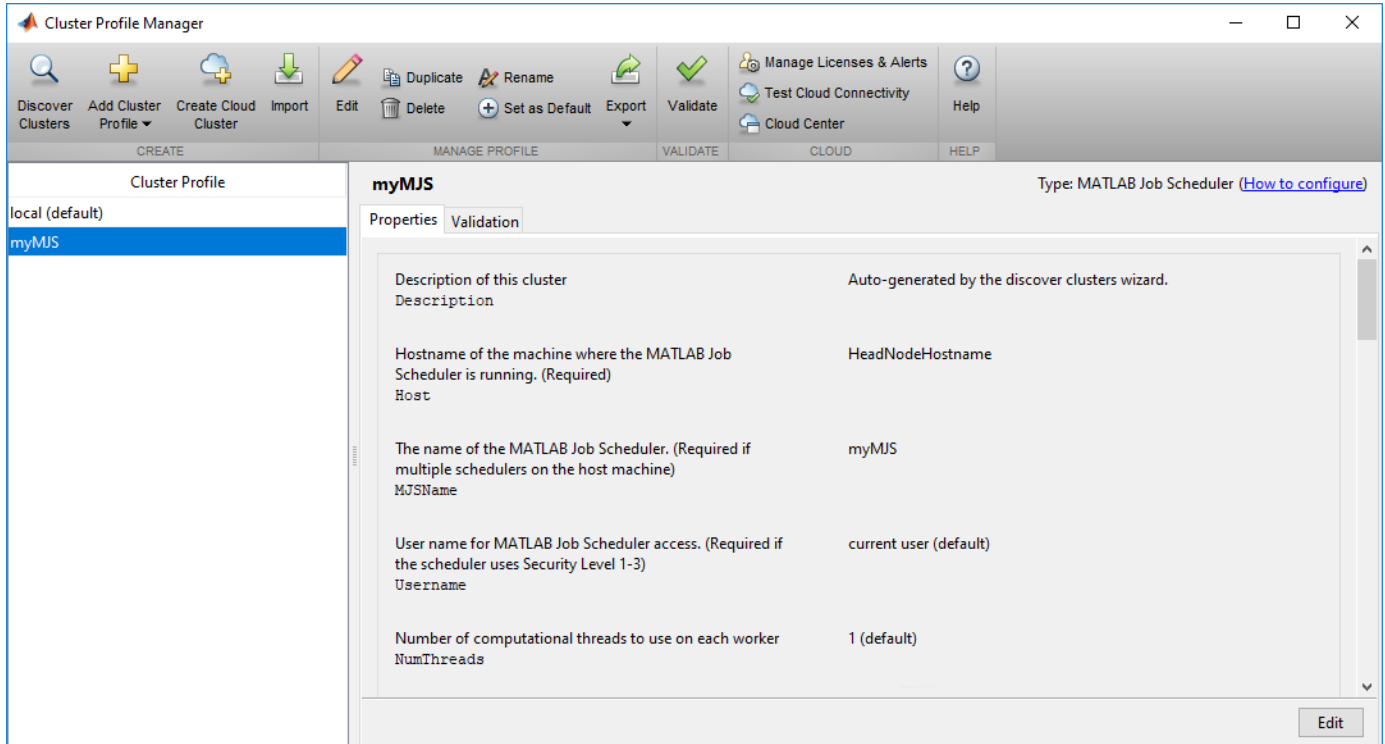 Cluster Profile Manager
Discover Clusters
Add Cluster Profile
Create Cloud Cluster
Import
CREATE
Edit
Duplicate
Delete
Rename
Set as Default
Export
MANAGE PROFILE
Validate
VALIDATE
Manage Licenses & Alerts
Test Cloud Connectivity
Cloud Center
CLOUD
Help
HELP
Cluster Profile
local (default)
myMJS
myMJS
Type: MATLAB Job Scheduler (How to configure)
Properties Validation
Description of this cluster
Description
Auto-generated by the discover clusters wizard.
Hostname of the machine where the MATLAB Job
Scheduler is running. (Required)
Host
HeadNodeHostname
The name of the MATLAB Job Scheduler. (Required if
multiple schedulers on the host machine)
MJSName
myMJS
User name for MATLAB Job Scheduler access. (Required if
the scheduler uses Security Level 1-3)
Username
current user (default)
Number of computational threads to use on each worker
NumThreads
1 (default)
Edit